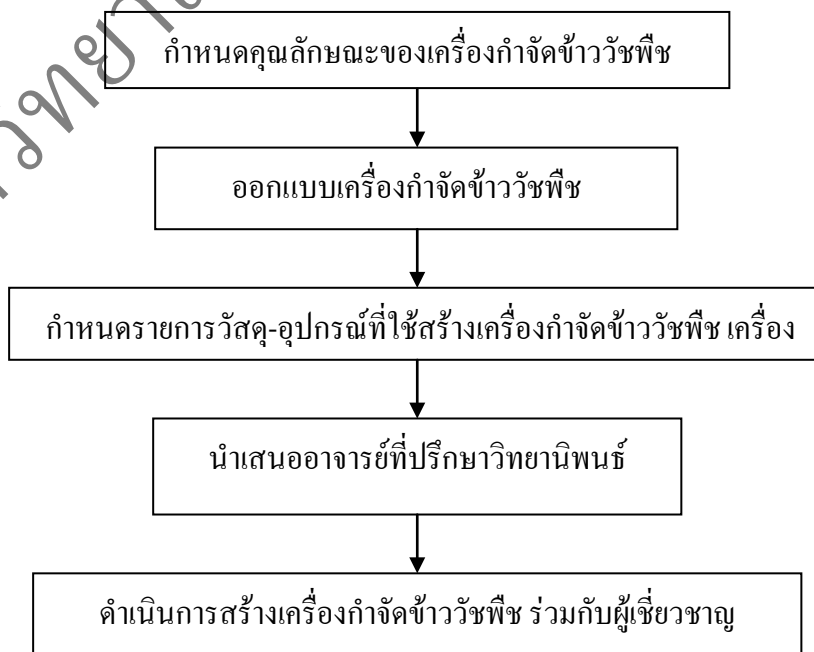 กำหนดคุณลักษณะของเครื่องกำจัดข้าววัชพืช
ออกแบบเครื่องกำจัดข้าววัชพืช
กำหนดรายการวัสดุ-อุปกรณ์ที่ใช้สร้างเครื่องกำจัดข้าววัชพืช เครื่อง
นำเสนออาจารย์ที่ปรึกษาวิทยานิพนธ์
ดำเนินการสร้างเครื่องกำจัดข้าววัชพืช ร่วมกับผู้เชี่ยวชาญ